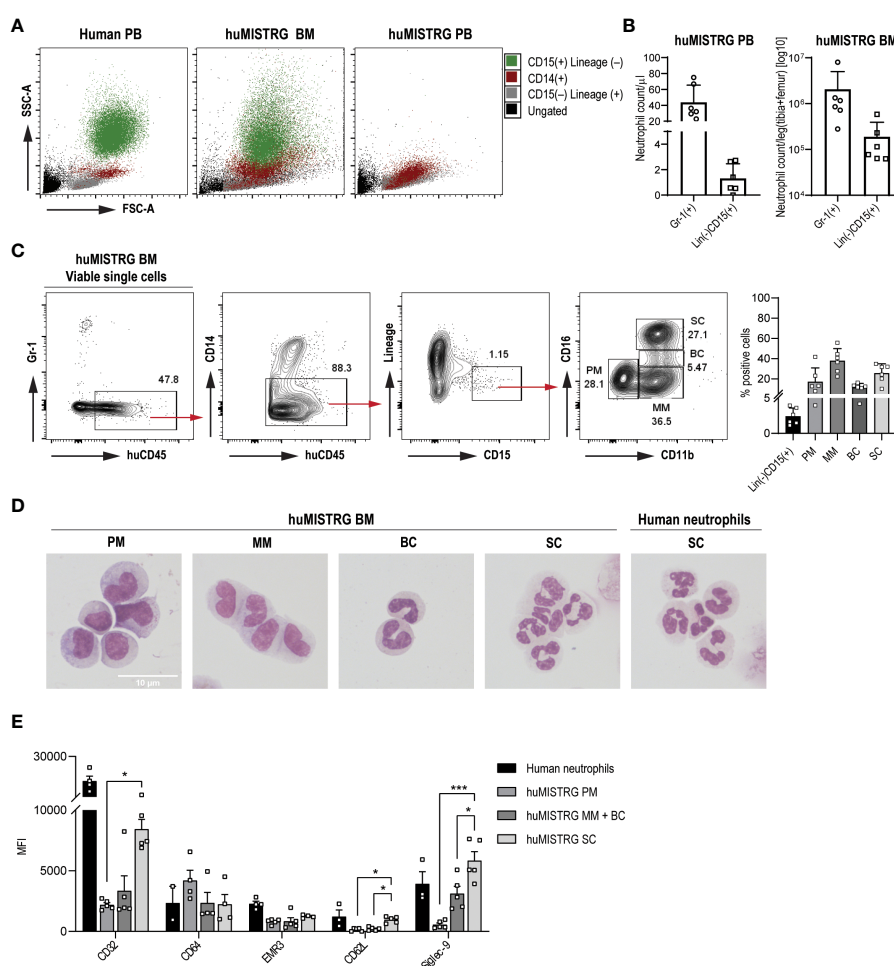 A
Human PB
huMISTRG BM
huMISTRG PB
SSC-A
FSC-A
CD15(+) Lineage (–)
CD14(+)
CD15(–) Lineage (+)
Ungated
B
huMISTRG PB
Neutrophil count/µl
100
80
60
40
20
6
4
2
0
Gr-1(+)
Lin(-)CD15(+)
huMISTRG BM
Neutrophil count/leg(tibia+femur) [log10]
10⁷
10⁶
10⁵
10⁴
Gr-1(+)
Lin(-)CD15(+)
C
huMISTRG BM
Viable single cells
Gr-1
47.8
huCD45
CD14
88.3
huCD45
Lineage
1.15
CD15
CD16
SC
27.1
BC
5.47
PM
28.1
MM
36.5
CD11b
% positive cells
100
80
60
40
20
5
0
Lin(-)CD15(+)
PM
MM
BC
SC
D
huMISTRG BM
Human neutrophils
PM
MM
BC
SC
SC
10 µm
E
MFI
30000
10000
5000
0
*
*
*
***
*
CD32
CD64
EMR3
CD62L
Siglec-9
Human neutrophils
huMISTRG PM
huMISTRG MM + BC
huMISTRG SC